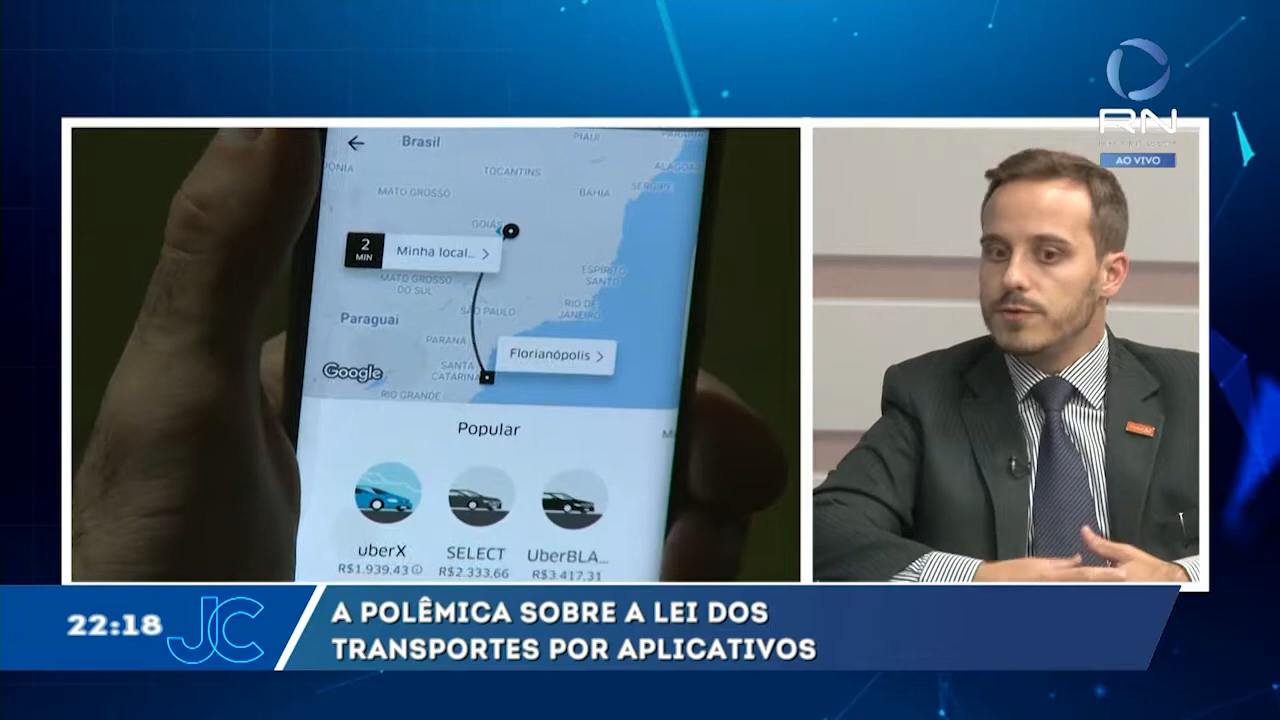 RN
AO VIVO
Brasil
PIAUÍ
TOCANTINS
MATO GROSSO
BAHIA
SERGIPE
GOIÁS
2
MIN
Minha local...
MATO GROSSO
DO SUL
ESPÍRITO
SANTO
SÃO PAULO
RIO DE
JANEIRO
Paraguai
PARANÁ
Florianópolis
SANTA
CATARINA
Google
RIO GRANDE
Popular
uberX
SELECT
UberBLA...
R$1.939,43
R$2.333,66
R$3.417,31
22:18
JC
A POLÊMICA SOBRE A LEI DOS
TRANSPORTES POR APLICATIVOS